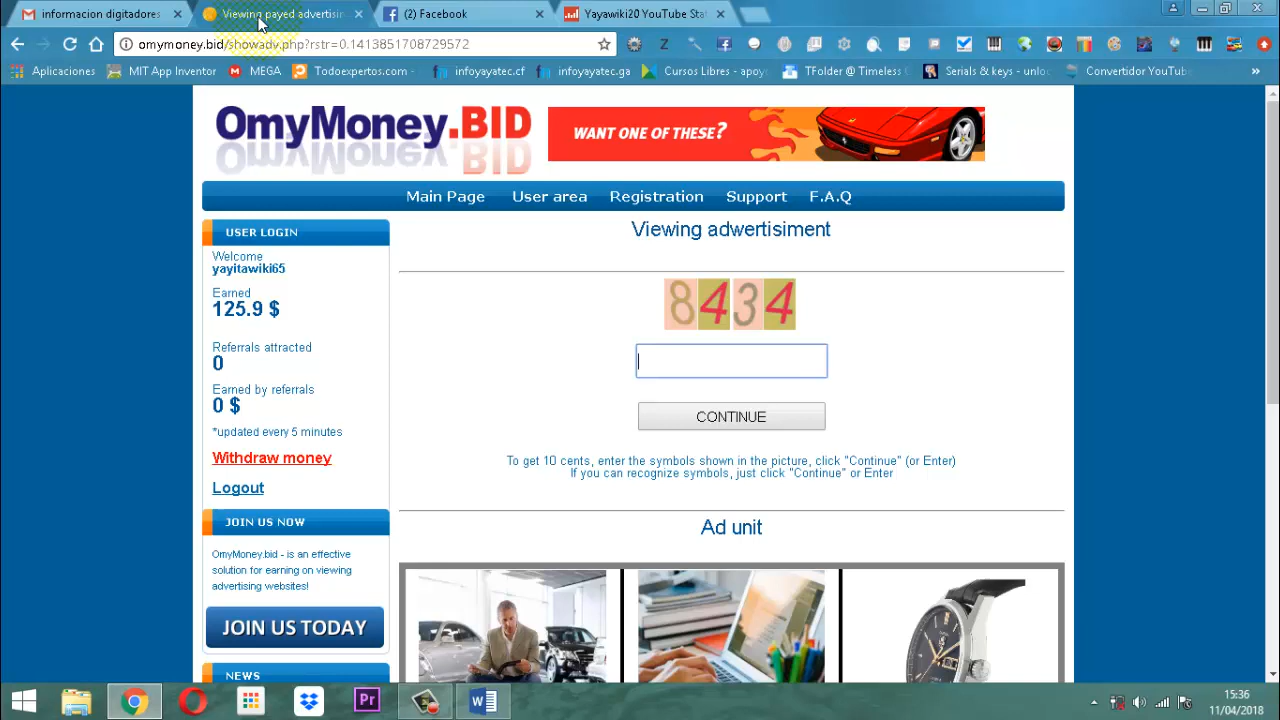 informacion digitadores
Viewing payed advertisin
(2) Facebook
Yayawiki20 YouTube Stat
omymoney.bid/showadv.php?rstr=0.1413851708729572
Aplicaciones
MIT App Inventor
MEGA
Todoexpertos.com -
infoyayatec.cf
infoyayatec.ga
Cursos Libres - apoy
TFolder @ Timeless
Serials & keys - unloc
Convertidor YouTube
»
OmyMoney.BID
WANT ONE OF THESE?
Main Page
User area
Registration
Support
F.A.Q
USER LOGIN
Welcome
yayitawiki65
Earned
125.9 $
Referrals attracted
0
Earned by referrals
0 $
*updated every 5 minutes
Withdraw money
Logout
JOIN US NOW
OmyMoney.bid - is an effective
solution for earning on viewing
advertising websites!
JOIN US TODAY
NEWS
Viewing adwertisiment
8434
CONTINUE
To get 10 cents, enter the symbols shown in the picture, click "Continue" (or Enter)
If you can recognize symbols, just click "Continue" or Enter
Ad unit
Pr
15:36
11/04/2018